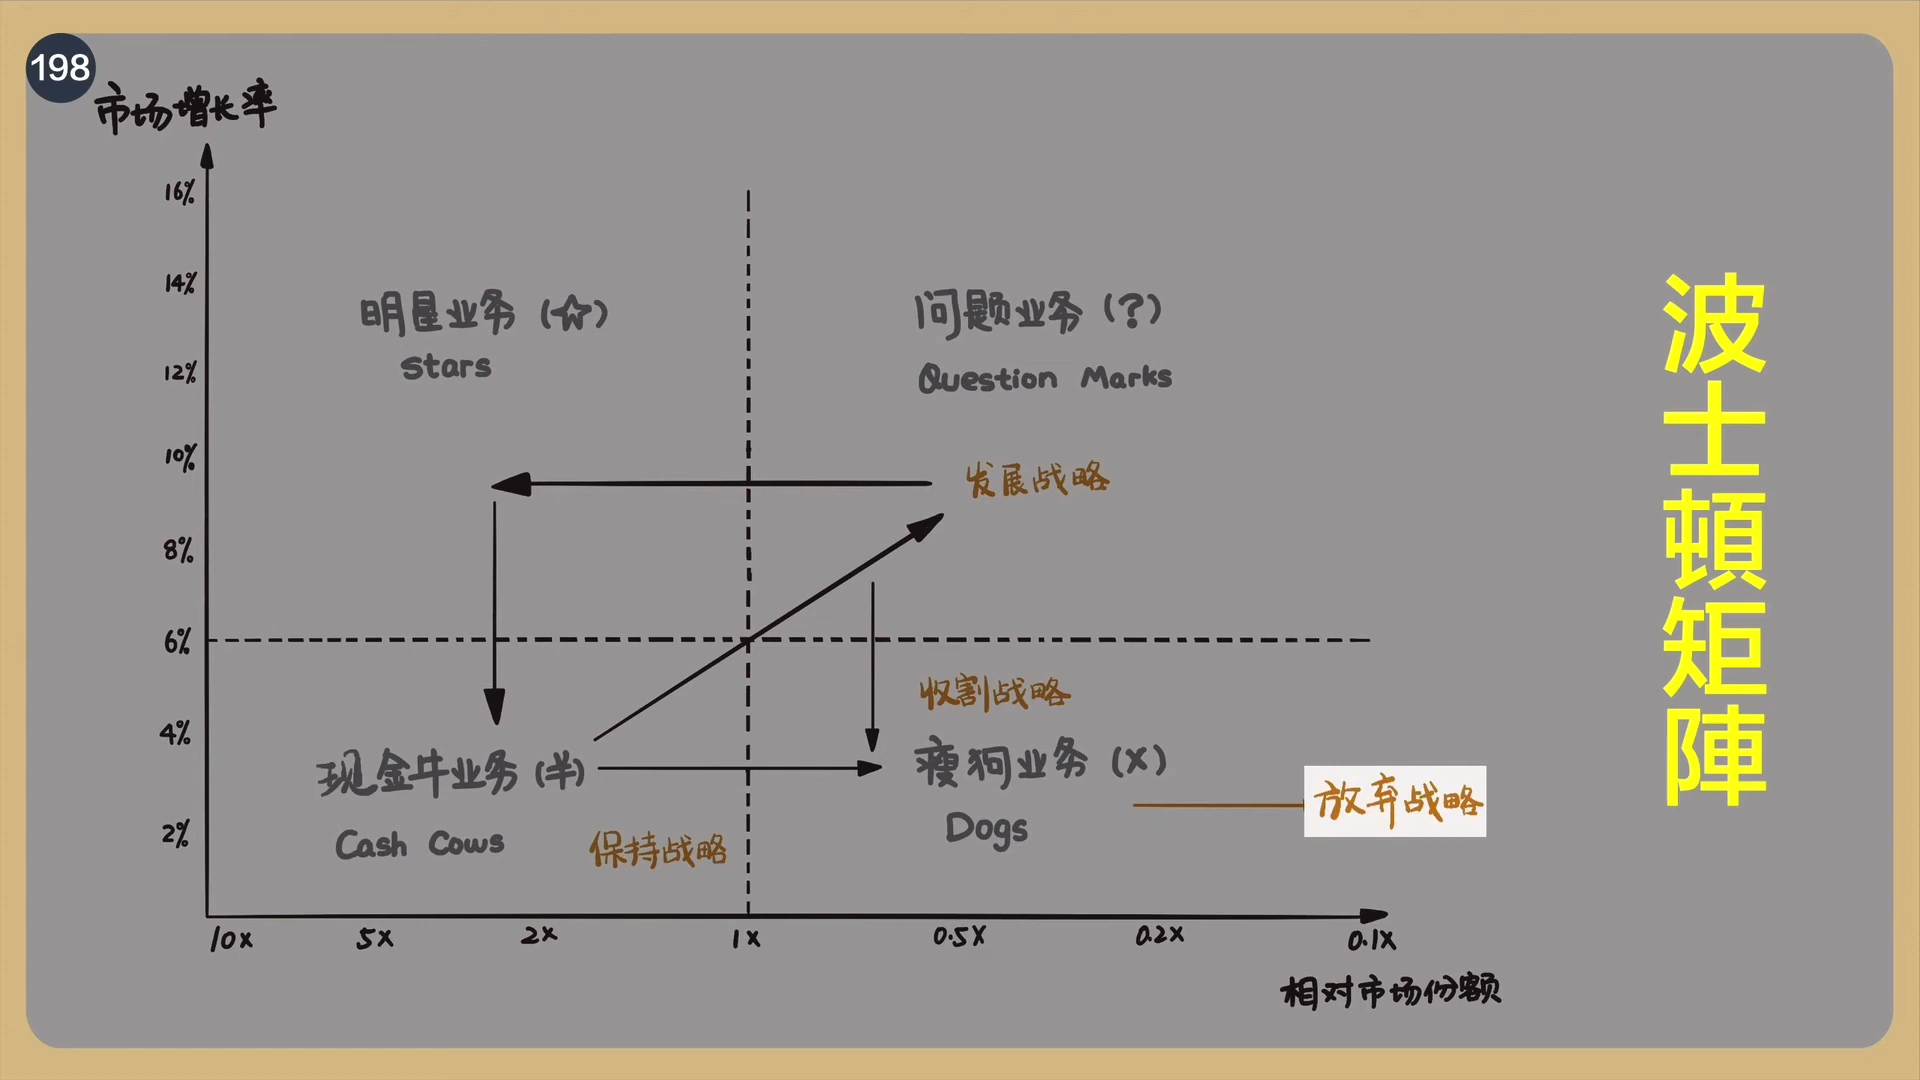 198
市场增长率
16%
14%
12%
10%
8%
6%
4%
2%
明星业务 (☆)
stars
问题业务 (?)
Question Marks
发展战略
收割战略
现金牛业务 (¥)
Cash Cows
保持战略
瘦狗业务 (x)
Dogs
放弃战略
10x
5x
2x
1x
0.5x
0.2x
0.1x
相对市场份额
波士頓矩陣